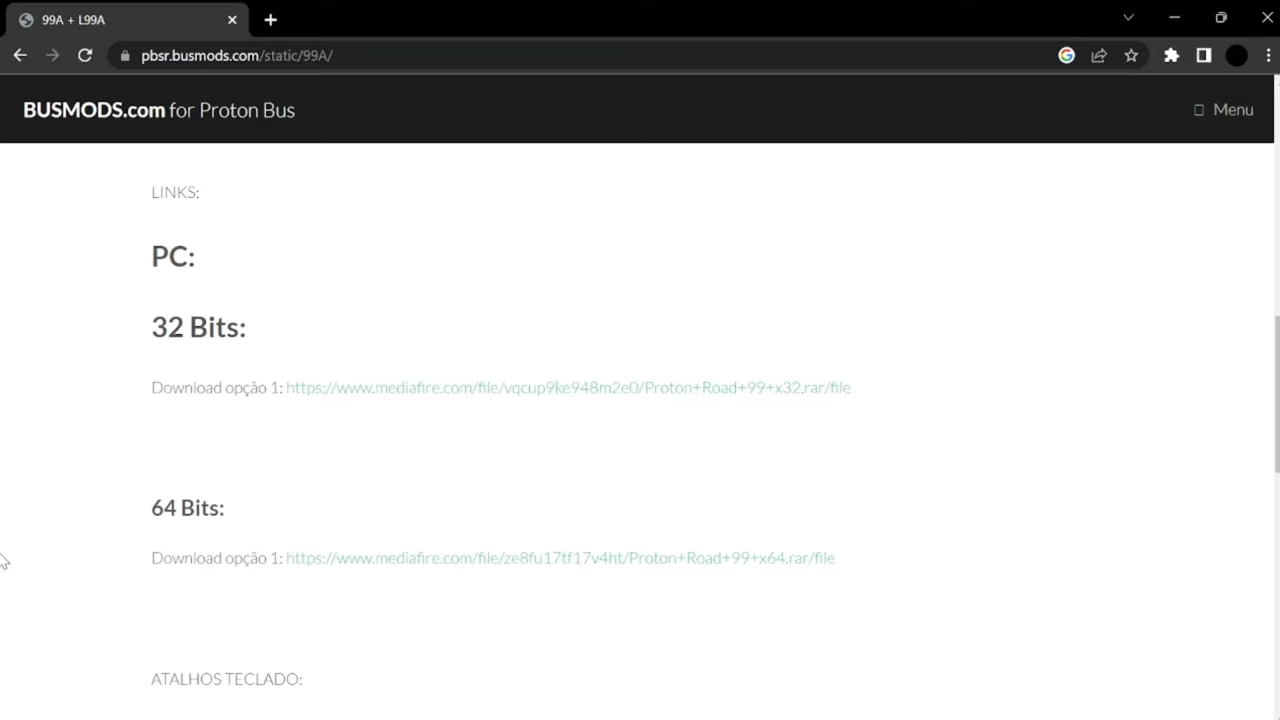 99A + L99A
pbsr.busmods.com/static/99A/
BUSMODS.com for Proton Bus
Menu
LINKS:
PC:
32 Bits:
Download opção 1: https://www.mediafire.com/file/vqcup9ke948m2e0/Proton+Road+99+x32.rar/file
64 Bits:
Download opção 1: https://www.mediafire.com/file/ze8fu17tf17v4ht/Proton+Road+99+x64.rar/file
ATALHOS TECLADO: